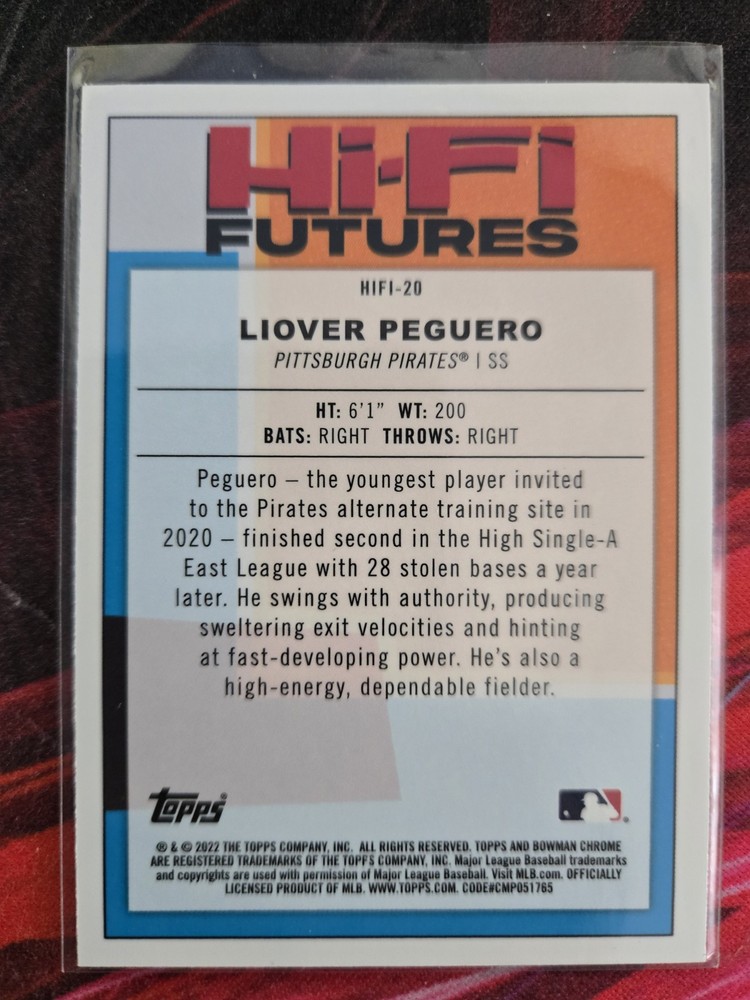 Hi-Fi
FUTURES
HIFI-20
LIOVER PEGUERO
PITTSBURGH PIRATES® | SS
HT: 6'1" WT: 200
BATS: RIGHT THROWS: RIGHT
Peguero – the youngest player invited
to the Pirates alternate training site in
2020 – finished second in the High Single-A
East League with 28 stolen bases a year
later. He swings with authority, producing
sweltering exit velocities and hinting
at fast-developing power. He's also a
high-energy, dependable fielder.
topps
® & © 2022 THE TOPPS COMPANY, INC. ALL RIGHTS RESERVED. TOPPS AND BOWMAN CHROME
ARE REGISTERED TRADEMARKS OF THE TOPPS COMPANY, INC. Major League Baseball trademarks
and copyrights are used with permission of Major League Baseball. Visit MLB.com. OFFICIALLY
LICENSED PRODUCT OF MLB. WWW.TOPPS.COM. CODE#CMP051765